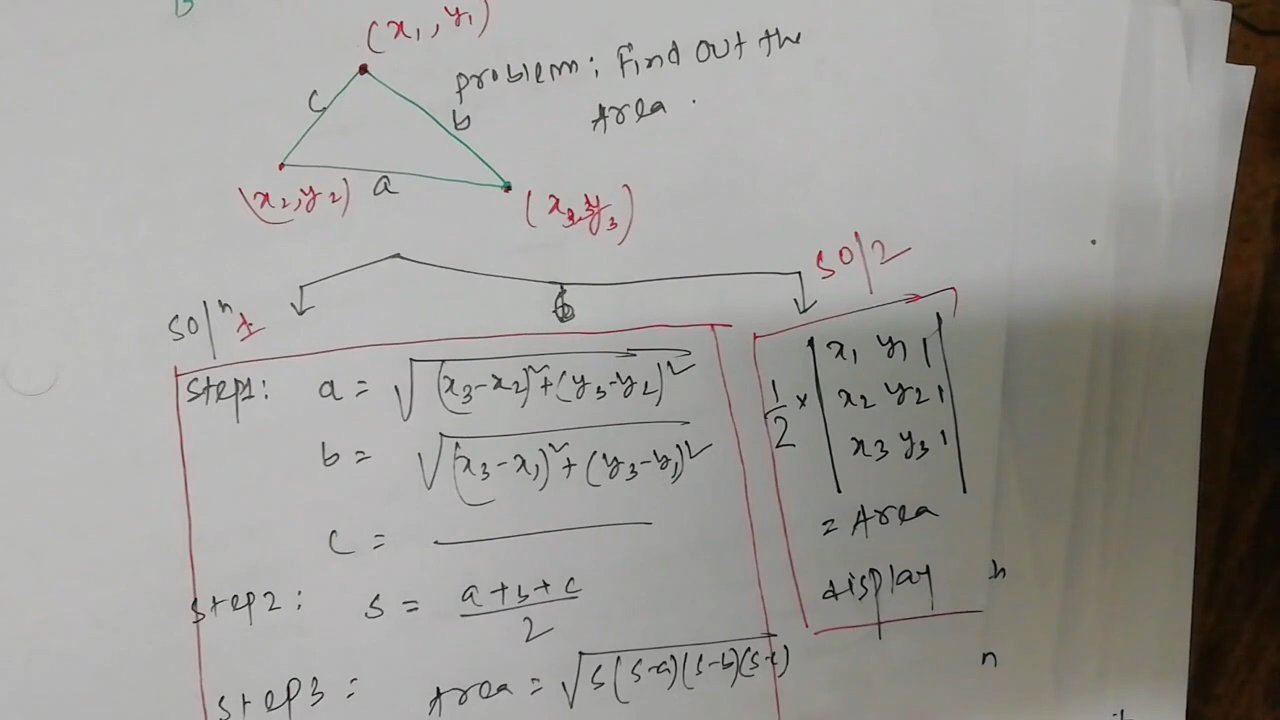 (x₁, y₁)
problem: Find out the
Area.
c
b
(x₂, y₂)
a
(x₃, y₃)
solⁿ 1
sol 2
Step1: a = √(x₃-x₂)²+(y₃-y₂)²
b = √(x₃-x₁)²+(y₃-y₁)²
c =
Step2: s = a+b+c / 2
Step3: Area = √s(s-a)(s-b)(s-c)
1/2 × | x₁ y₁ 1 |
| x₂ y₂ 1 |
| x₃ y₃ 1 |
= Area
display
n